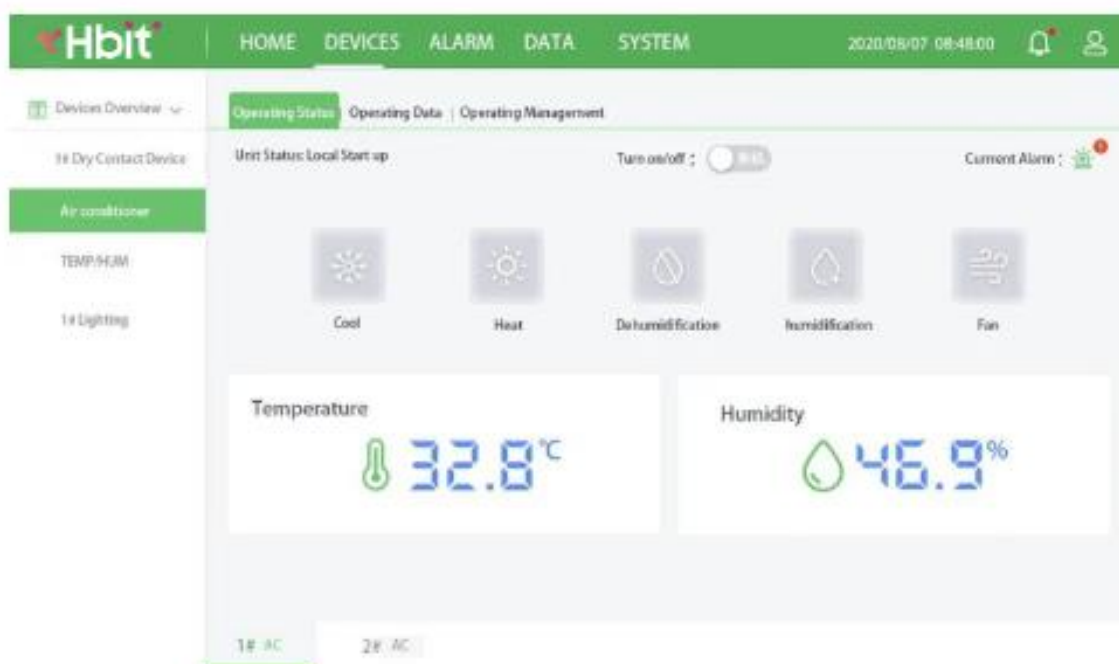 Hbit HOME DEVICES ALARM DATA SYSTEM 2020/08/07 08:48:00
Devices Overview
Operating Status | Operating Data | Operating Management
1# Dry Contact Device
Unit Status: Local Start up Turn on/off : Current Alarm :
Air conditioner
TEMP/HUM
1# Lighting
Cool Heat Dehumidification humidification Fan
Temperature Humidity
32.8°C 46.9%
1# AC 2# AC